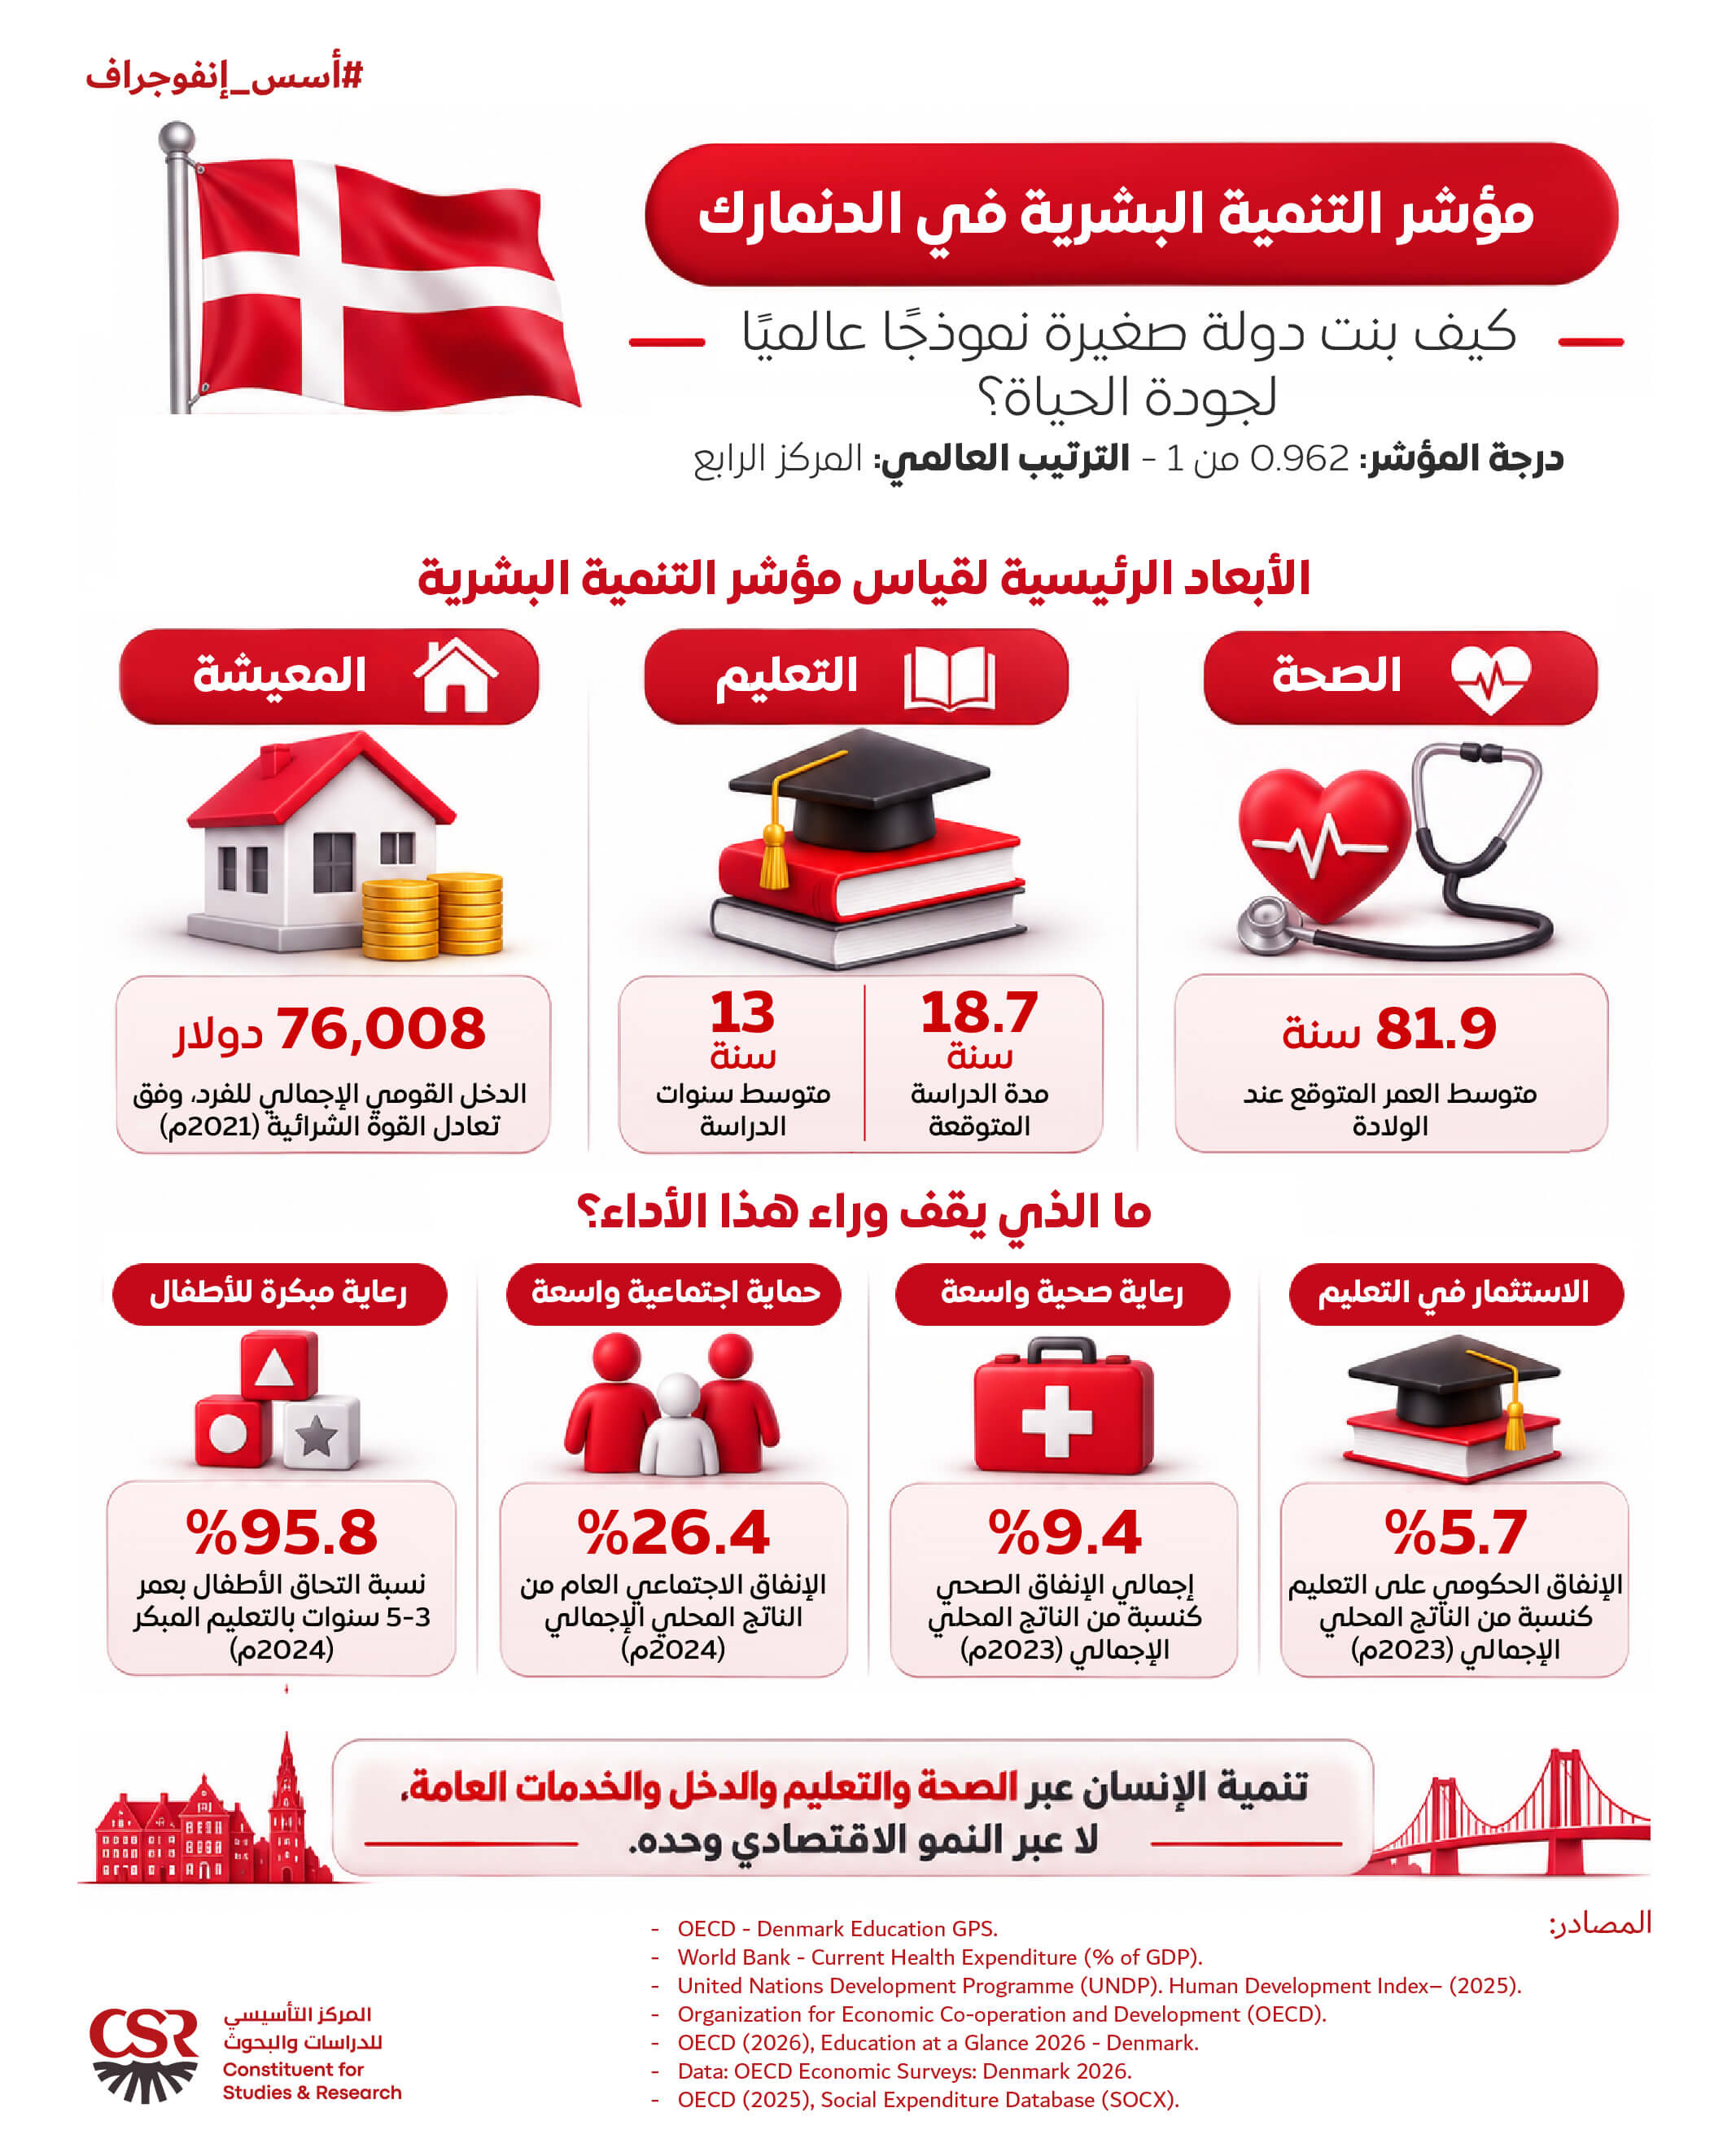 #أسس_إنفوجراف
مؤشر التنمية البشرية في الدنمارك
كيف بنت دولة صغيرة نموذجًا عالميًا
لجودة الحياة؟
درجة المؤشر: 0.962 من 1 - الترتيب العالمي: المركز الرابع
الأبعاد الرئيسية لقياس مؤشر التنمية البشرية
الصحة
81.9 سنة
متوسط العمر المتوقع عند
الولادة
التعليم
18.7
سنة
مدة الدراسة
المتوقعة
13
سنة
متوسط سنوات
الدراسة
المعيشة
76,008 دولار
الدخل القومي الإجمالي للفرد، وفق
تعادل القوة الشرائية (2021م)
ما الذي يقف وراء هذا الأداء؟
الاستثمار في التعليم
%5.7
الإنفاق الحكومي على التعليم
كنسبة من الناتج المحلي
الإجمالي (2023م)
رعاية صحية واسعة
%9.4
إجمالي الإنفاق الصحي
كنسبة من الناتج المحلي
الإجمالي (2023م)
حماية اجتماعية واسعة
%26.4
الإنفاق الاجتماعي العام من
الناتج المحلي الإجمالي
(2024م)
رعاية مبكرة للأطفال
%95.8
نسبة التحاق الأطفال بعمر
3-5 سنوات بالتعليم المبكر
(2024م)
تنمية الإنسان عبر الصحة والتعليم والدخل والخدمات العامة،
لا عبر النمو الاقتصادي وحده.
المصادر:
- OECD - Denmark Education GPS.
- World Bank - Current Health Expenditure (% of GDP).
- United Nations Development Programme (UNDP). Human Development Index– (2025).
- Organization for Economic Co-operation and Development (OECD).
- OECD (2026), Education at a Glance 2026 - Denmark.
- Data: OECD Economic Surveys: Denmark 2026.
- OECD (2025), Social Expenditure Database (SOCX).
CSR
المركز التأسيسي
للدراسات والبحوث
Constituent for
Studies & Research